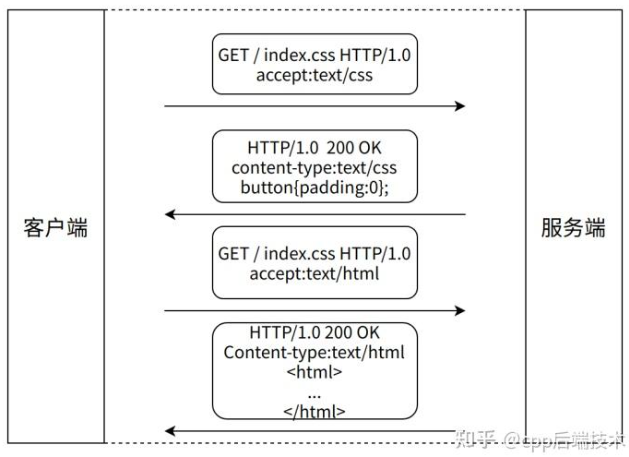 GET / index.css HTTP/1.0
accept:text/css
HTTP/1.0 200 OK
content-type:text/css
button{padding:0};
客户端
服务端
GET / index.css HTTP/1.0
accept:text/html
HTTP/1.0 200 OK
Content-type:text/html
<html>
...
</html>
知乎 @cpp后端技术